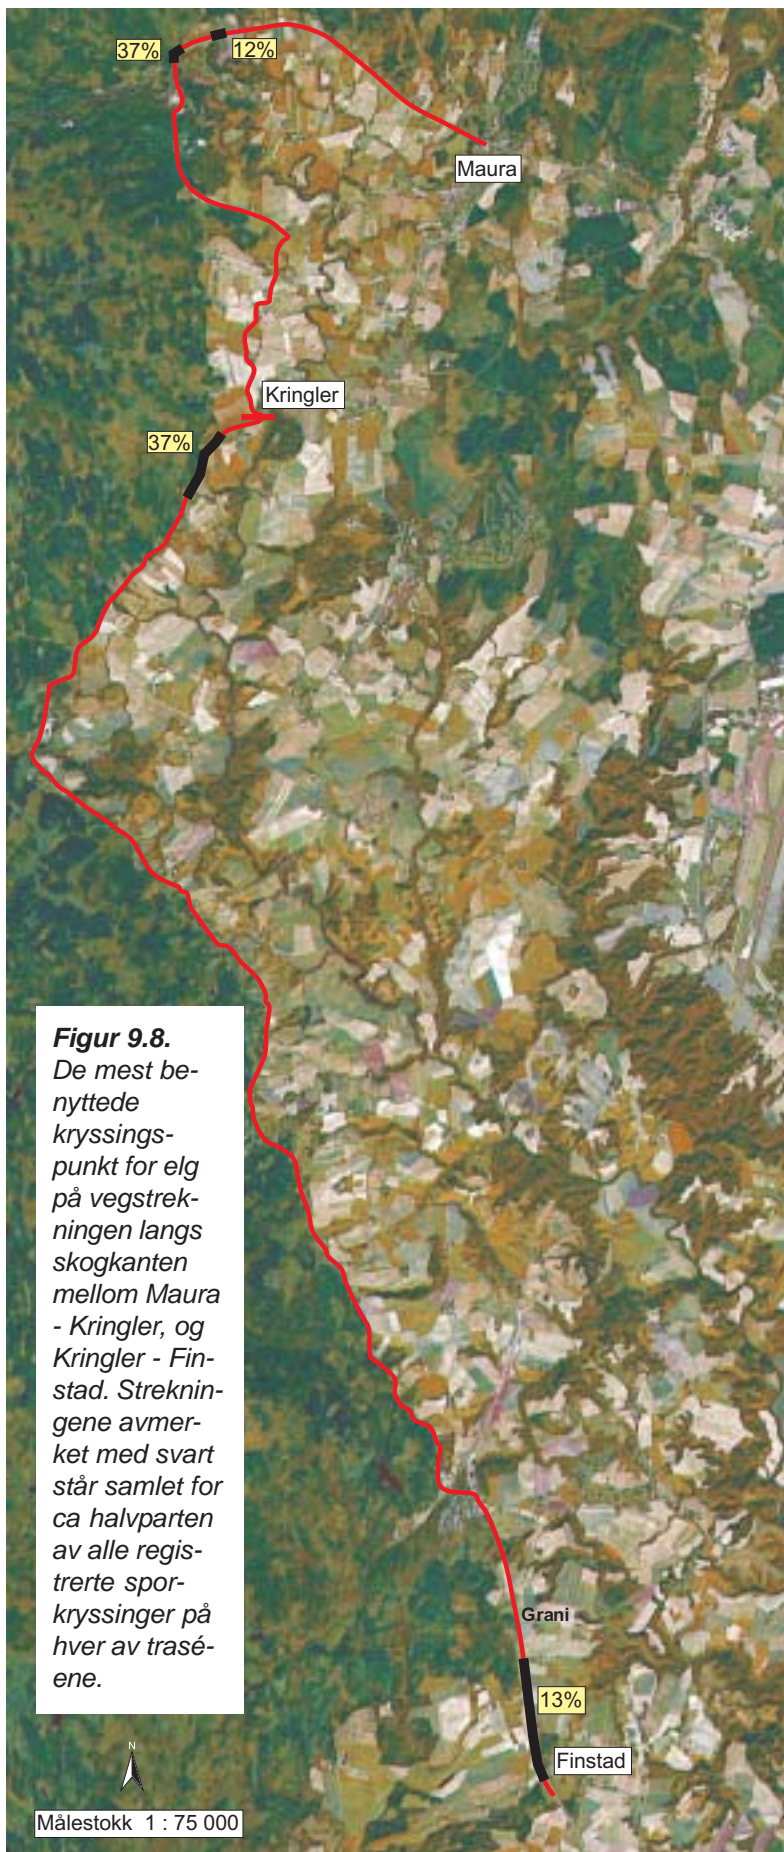 37%
12%
Maura
Kringler
37%
Figur 9.8.
De mest be-
nyttede
kryssings-
punkt for elg
på vegstrek-
ningen langs
skogkanten
mellom Maura
- Kringler, og
Kringler - Fin-
stad. Streknin-
gene avmer-
ket med svart
står samlet for
ca halvparten
av alle regis-
trerte spor-
kryssinger på
hver av trasé-
ene.
Grani
13%
Finstad
N
Målestokk 1 : 75 000